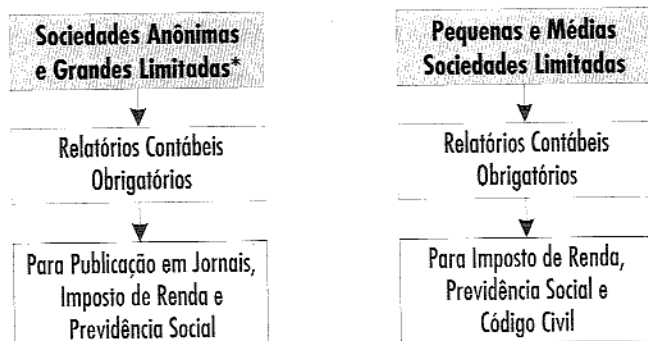 Sociedades Anônimas
e Grandes Limitadas*
Relatórios Contábeis
Obrigatórios
Para Publicação em Jornais,
Imposto de Renda e
Previdência Social
Pequenas e Médias
Sociedades Limitadas
Relatórios Contábeis
Obrigatórios
Para Imposto de Renda,
Previdência Social e
Código Civil